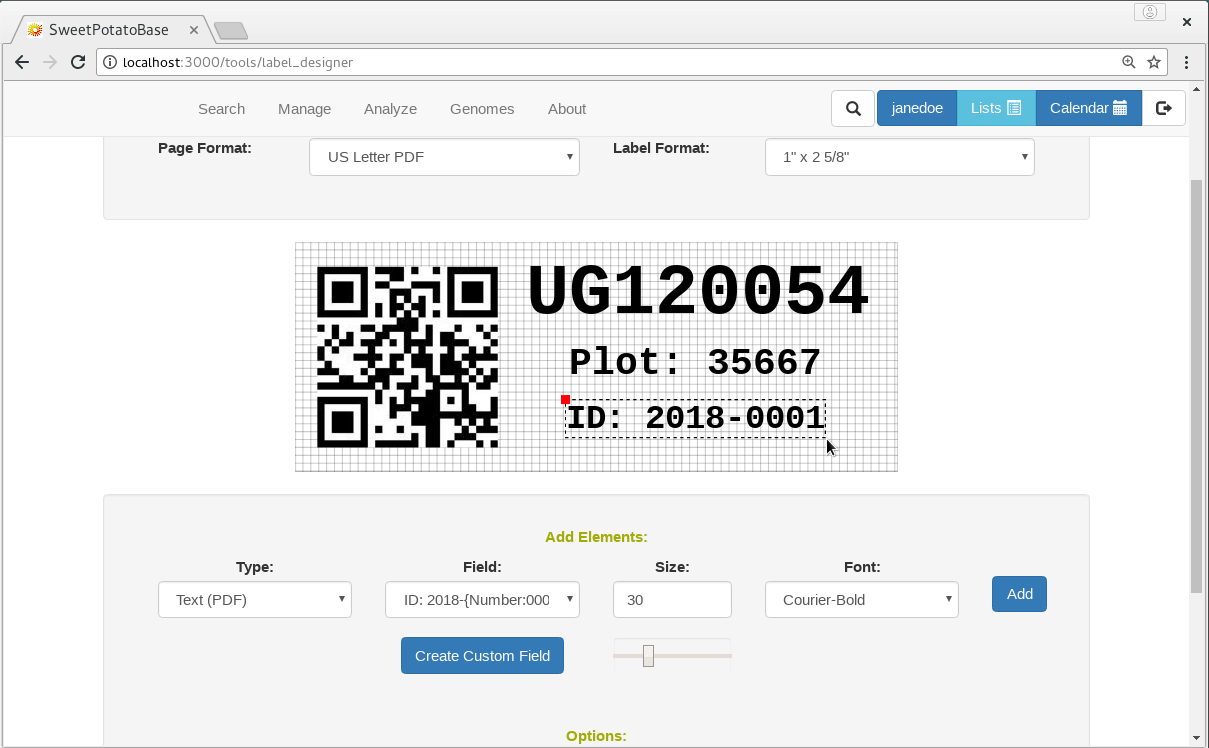 SweetPotatoBase
localhost:3000/tools/label_designer
Search Manage Analyze Genomes About janedoe Lists Calendar
Page Format: US Letter PDF Label Format: 1" x 2 5/8"
UG120054
Plot: 35667
ID: 2018-0001
Add Elements:
Type: Field: Size: Font:
Text (PDF) ID: 2018-{Number:000 30 Courier-Bold Add
Create Custom Field
Options: